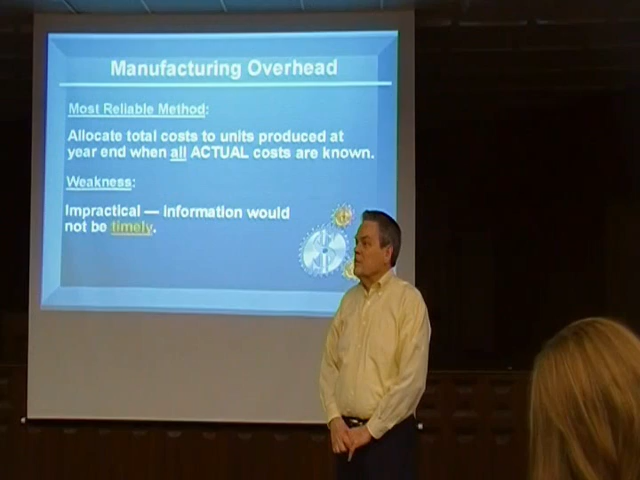 Manufacturing Overhead
Most Reliable Method:
Allocate total costs to units produced at
year end when all ACTUAL costs are known.
Weakness:
Impractical — information would
not be timely.